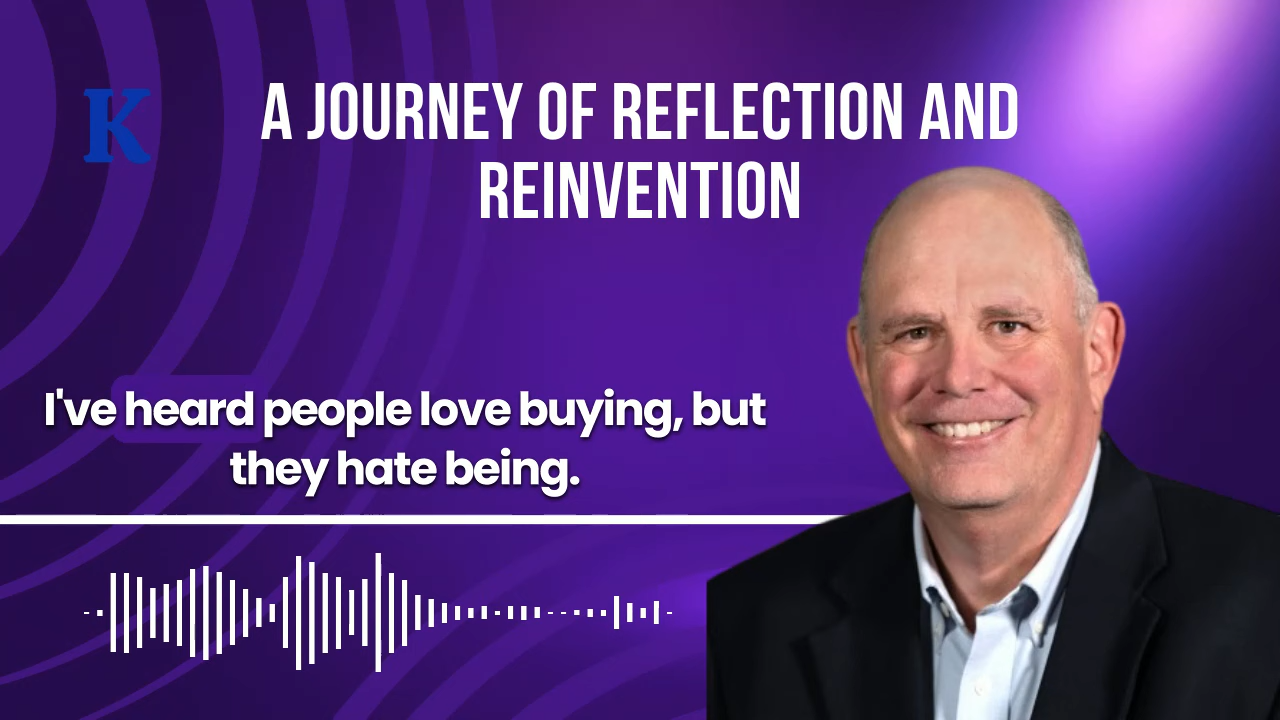 K
A JOURNEY OF REFLECTION AND
REINVENTION
I've heard people love buying, but
they hate being.